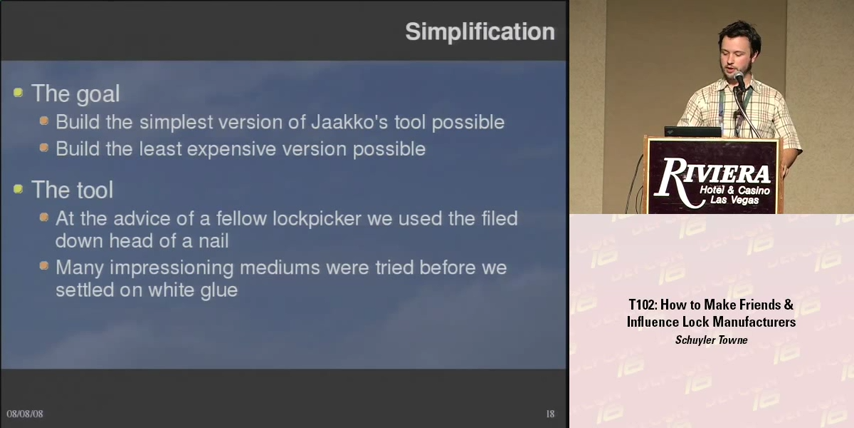 Simplification
The goal
Build the simplest version of Jaakko's tool possible
Build the least expensive version possible
The tool
At the advice of a fellow lockpicker we used the filed
down head of a nail
Many impressioning mediums were tried before we
settled on white glue
08/08/08
18
RIVIERA
Hotel & Casino
Las Vegas
T102: How to Make Friends &
Influence Lock Manufacturers
Schuyler Towne